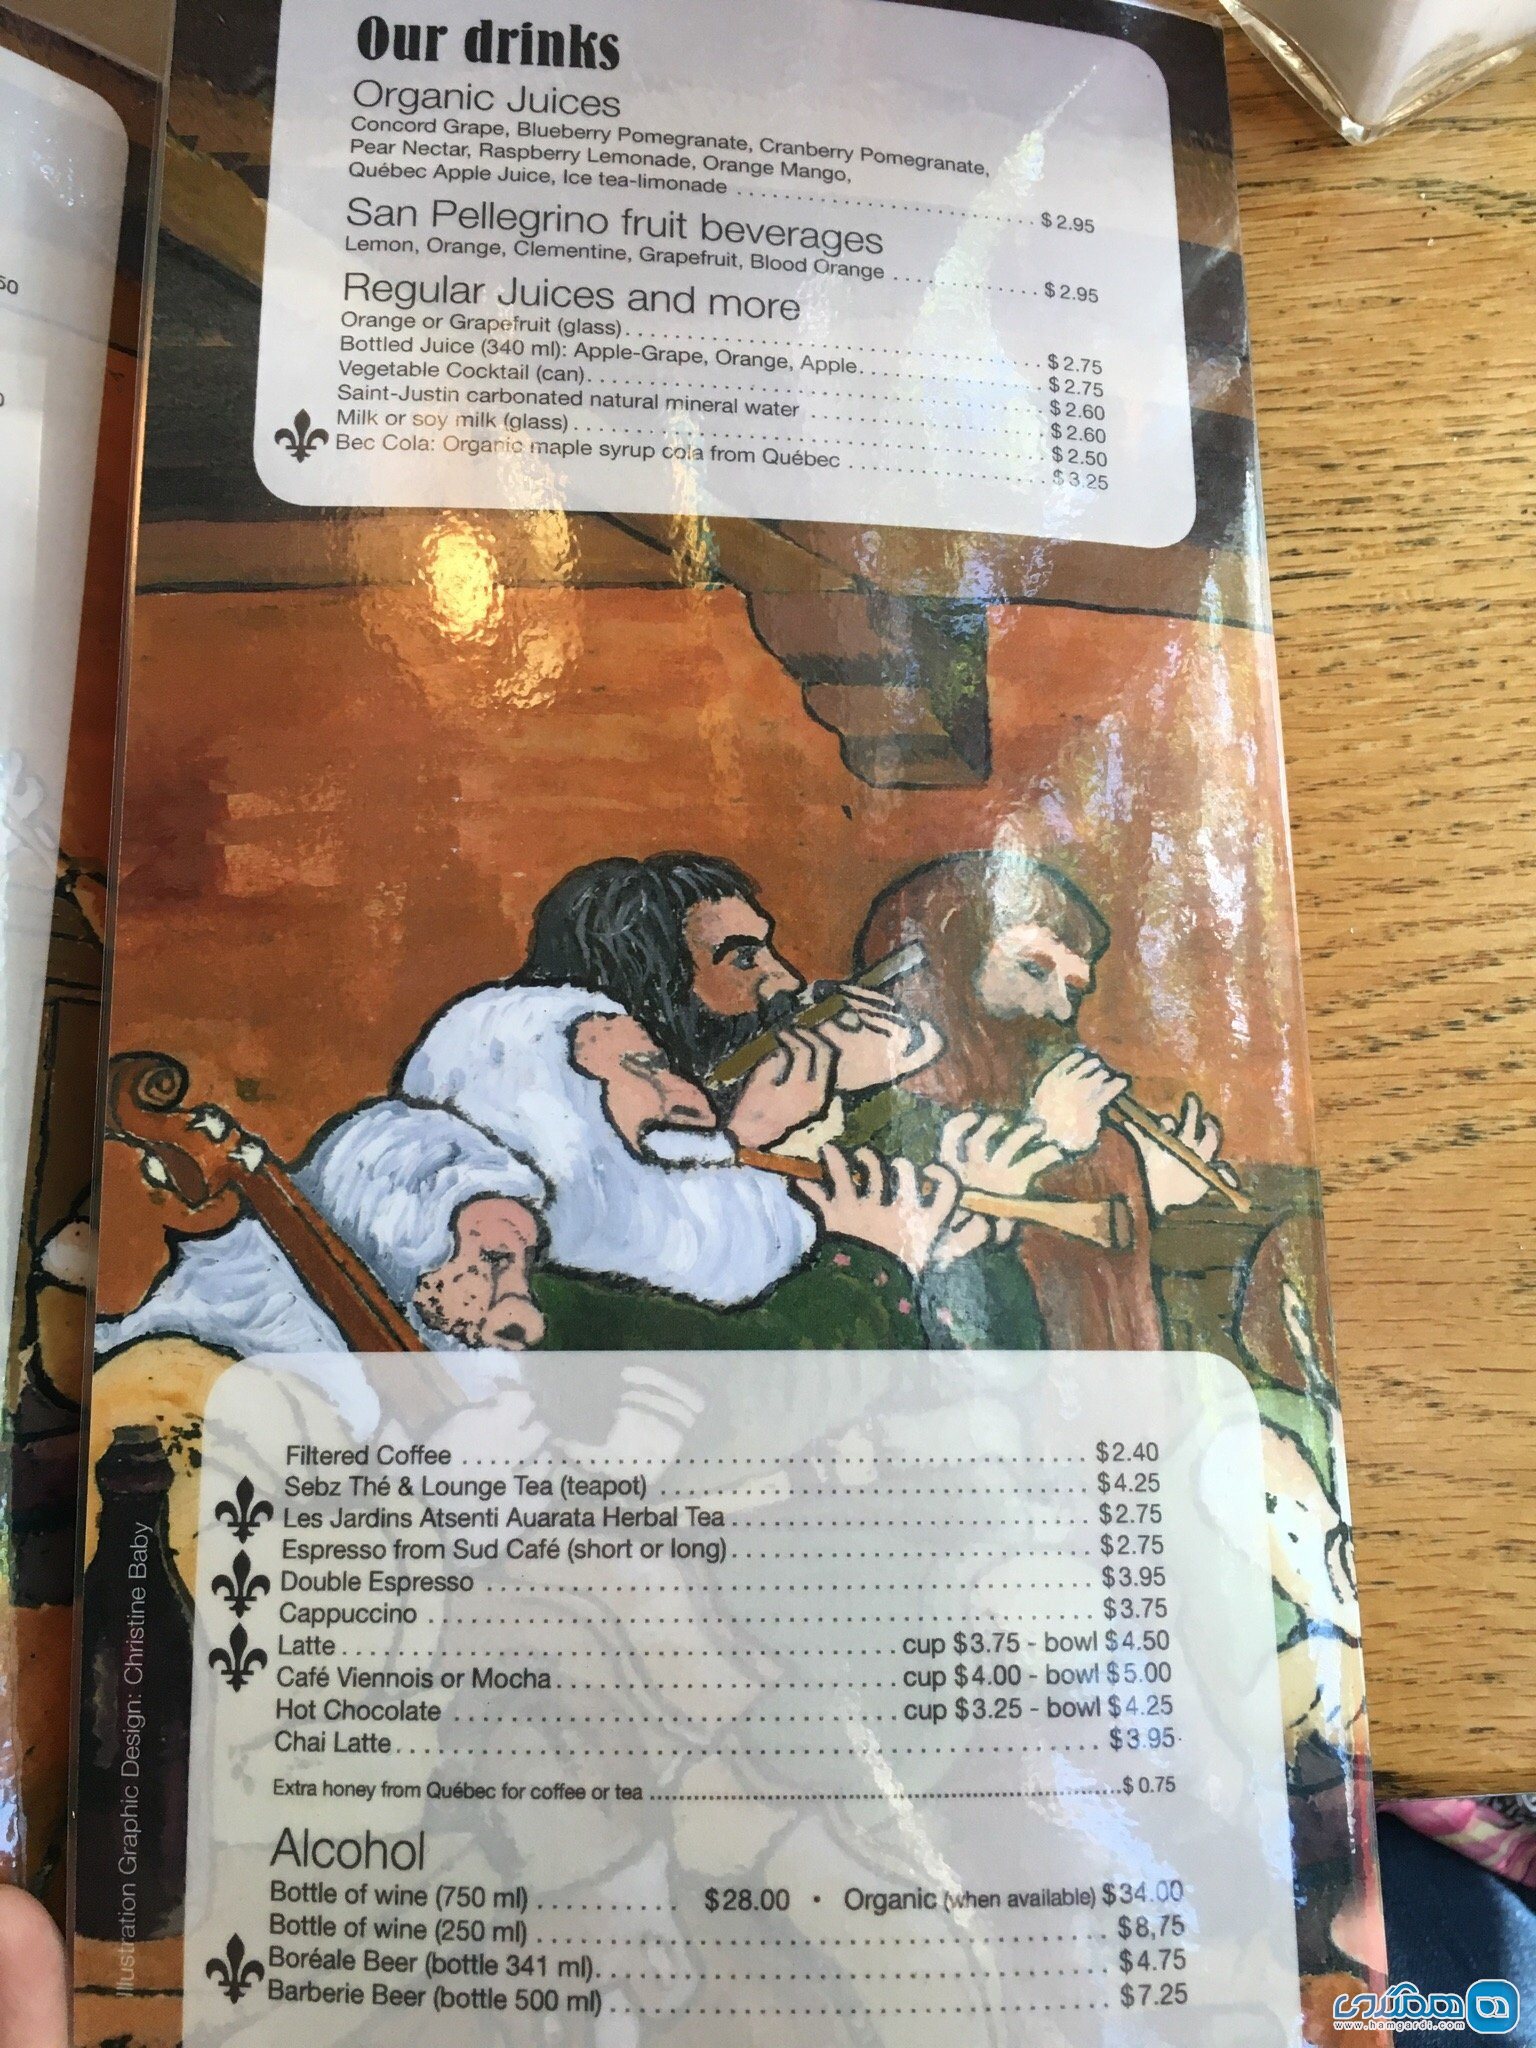 Our drinks
Organic Juices
Concord Grape, Blueberry Pomegranate, Cranberry Pomegranate,
Pear Nectar, Raspberry Lemonade, Orange Mango,
Québec Apple Juice, Ice tea-limonade ........ $2.95
San Pellegrino fruit beverages
Lemon, Orange, Clementine, Grapefruit, Blood Orange ........ $2.95
Regular Juices and more
Orange or Grapefruit (glass) ........ $2.75
Bottled Juice (340 ml): Apple-Grape, Orange, Apple ........ $2.75
Vegetable Cocktail (can) ........ $2.60
Saint-Justin carbonated natural mineral water ........ $2.60
Milk or soy milk (glass) ........ $2.50
Bec Cola: Organic maple syrup cola from Québec ........ $3.25
Filtered Coffee ........ $2.40
Sebz Thé & Lounge Tea (teapot) ........ $4.25
Les Jardins Atsenti Auarata Herbal Tea ........ $2.75
Espresso from Sud Café (short or long) ........ $2.75
Double Espresso ........ $3.95
Cappuccino ........ $3.75
Latte ........ cup $3.75 - bowl $4.50
Café Viennois or Mocha ........ cup $4.00 - bowl $5.00
Hot Chocolate ........ cup $3.25 - bowl $4.25
Chai Latte ........ $3.95
Extra honey from Québec for coffee or tea ........ $0.75
Alcohol
Bottle of wine (750 ml) ........ $28.00 • Organic (when available) $34.00
Bottle of wine (250 ml) ........ $8,75
Boréale Beer (bottle 341 ml) ........ $4.75
Barberie Beer (bottle 500 ml) ........ $7.25
Illustration Graphic Design: Christine Baby
همگردی
www.hamgardi.com